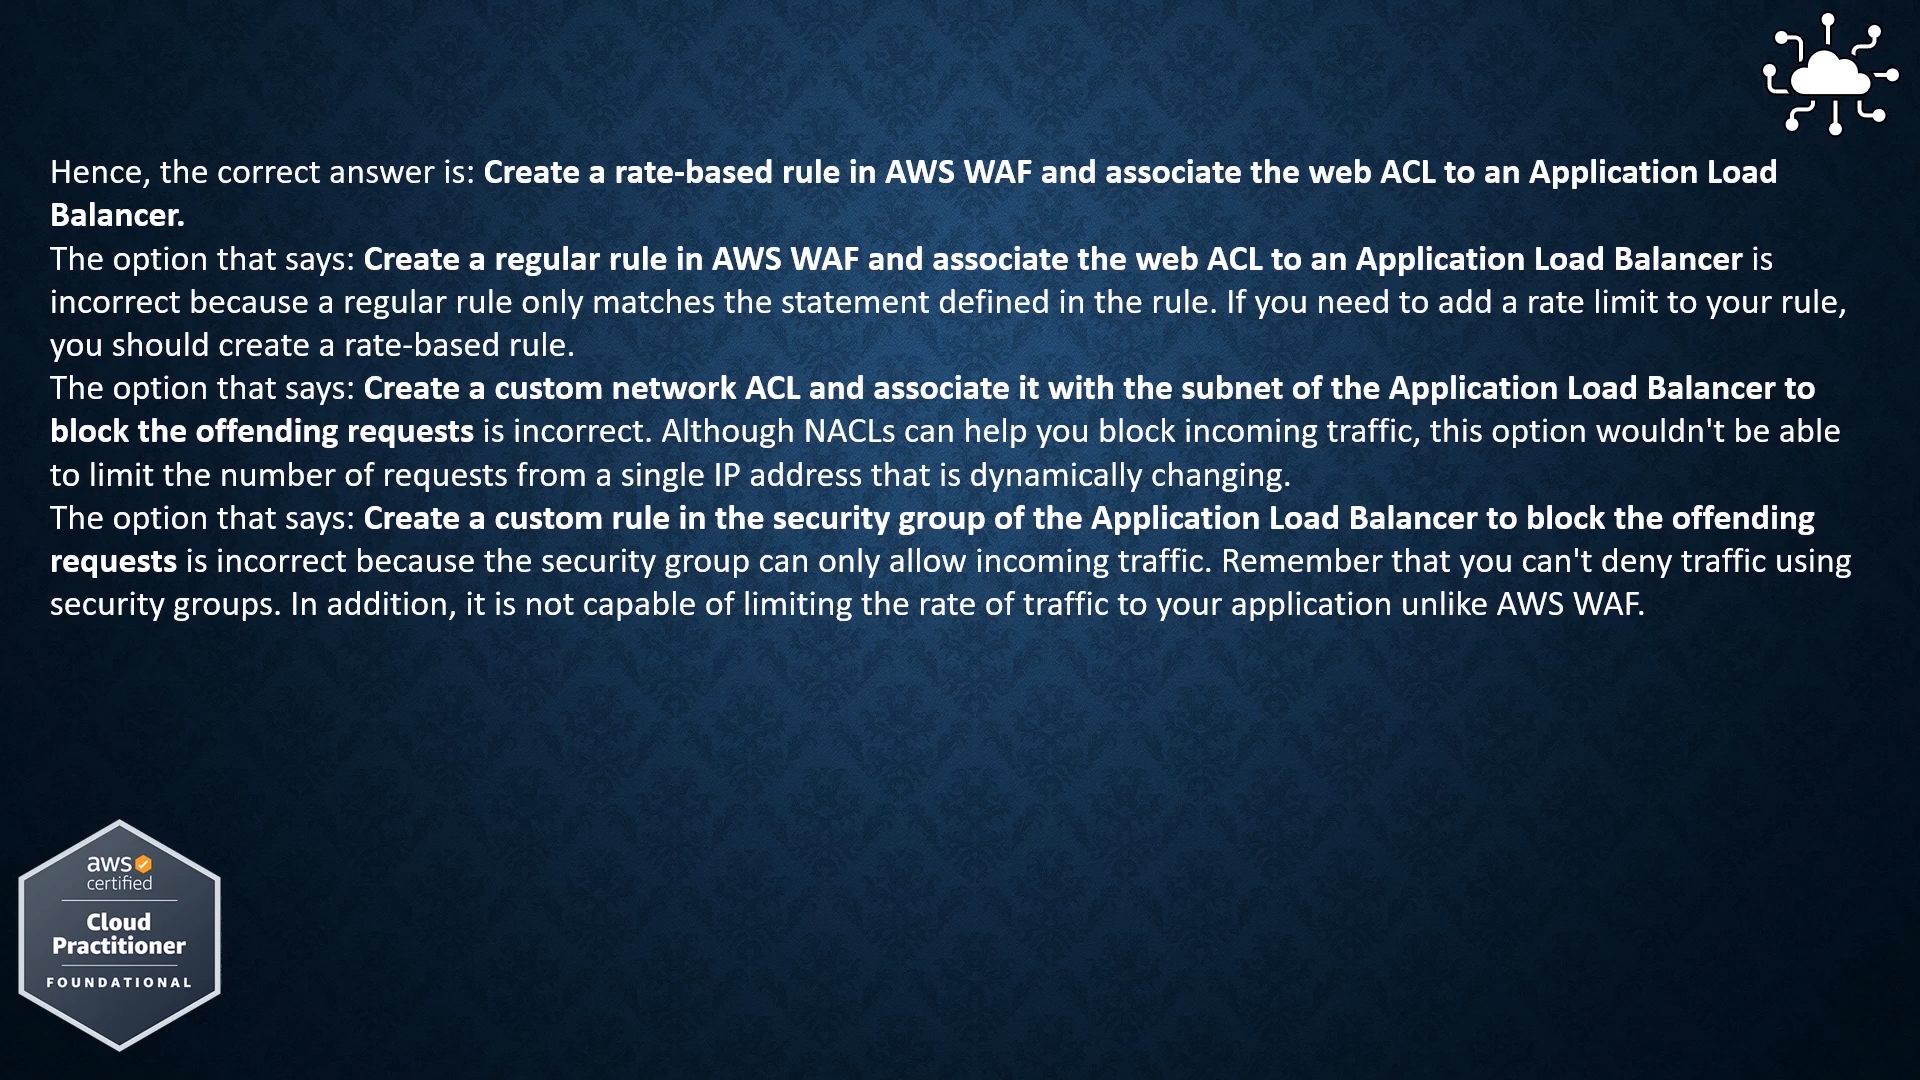 Hence, the correct answer is: Create a rate-based rule in AWS WAF and associate the web ACL to an Application Load
Balancer.
The option that says: Create a regular rule in AWS WAF and associate the web ACL to an Application Load Balancer is
incorrect because a regular rule only matches the statement defined in the rule. If you need to add a rate limit to your rule,
you should create a rate-based rule.
The option that says: Create a custom network ACL and associate it with the subnet of the Application Load Balancer to
block the offending requests is incorrect. Although NACLs can help you block incoming traffic, this option wouldn't be able
to limit the number of requests from a single IP address that is dynamically changing.
The option that says: Create a custom rule in the security group of the Application Load Balancer to block the offending
requests is incorrect because the security group can only allow incoming traffic. Remember that you can't deny traffic using
security groups. In addition, it is not capable of limiting the rate of traffic to your application unlike AWS WAF.
aws
certified
Cloud
Practitioner
FOUNDATIONAL